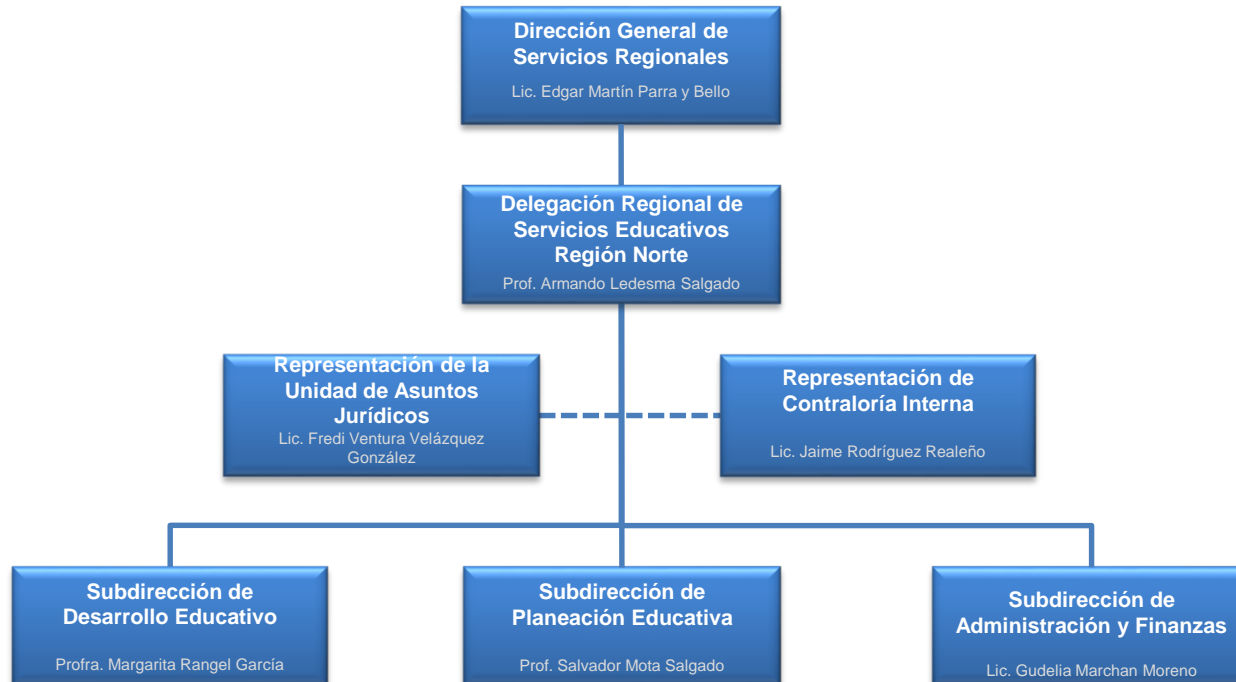 Dirección General de
Servicios Regionales
Lic. Edgar Martín Parra y Bello
Delegación Regional de
Servicios Educativos
Región Norte
Prof. Armando Ledesma Salgado
Representación de la
Unidad de Asuntos
Jurídicos
Lic. Fredi Ventura Velázquez
González
Representación de
Contraloría Interna
Lic. Jaime Rodríguez Realeño
Subdirección de
Desarrollo Educativo
Profra. Margarita Rangel García
Subdirección de
Planeación Educativa
Prof. Salvador Mota Salgado
Subdirección de
Administración y Finanzas
Lic. Gudelia Marchan Moreno